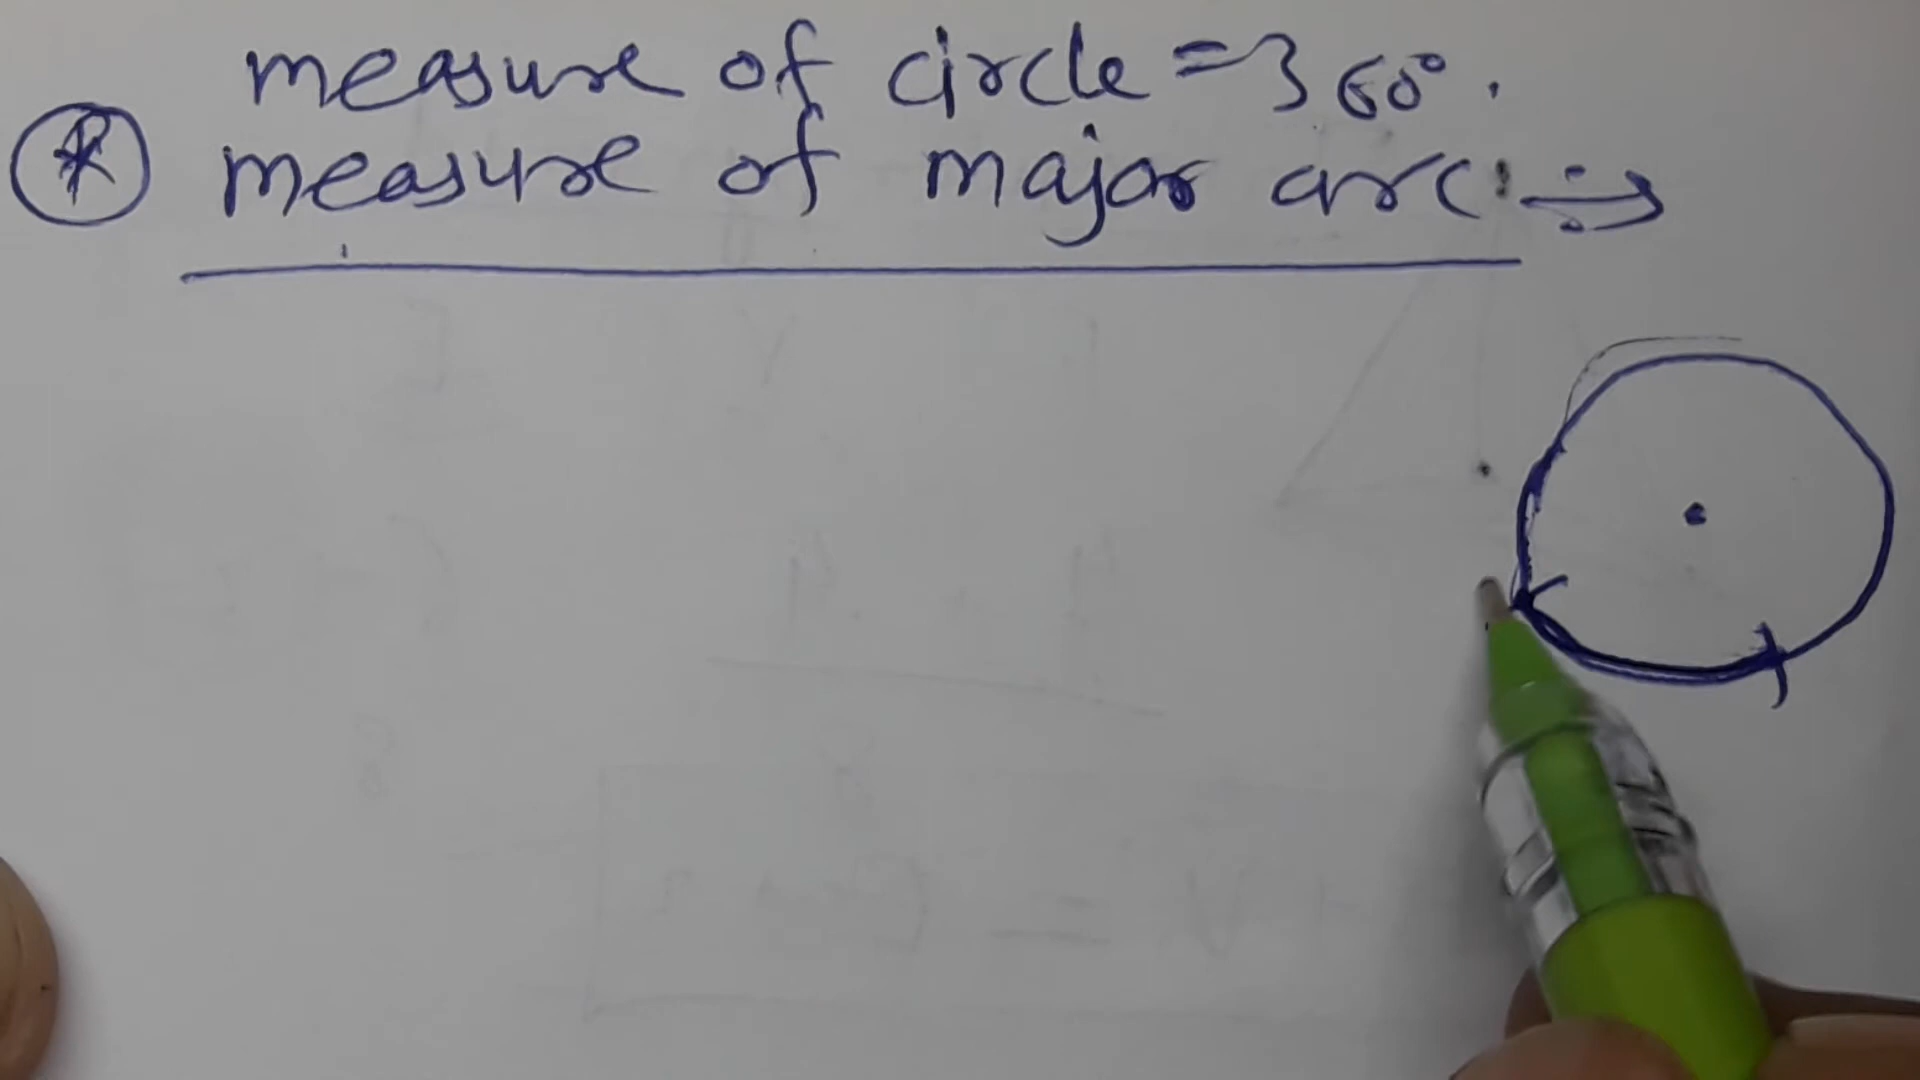 measure of circle = 360°.
* measure of major arc :→